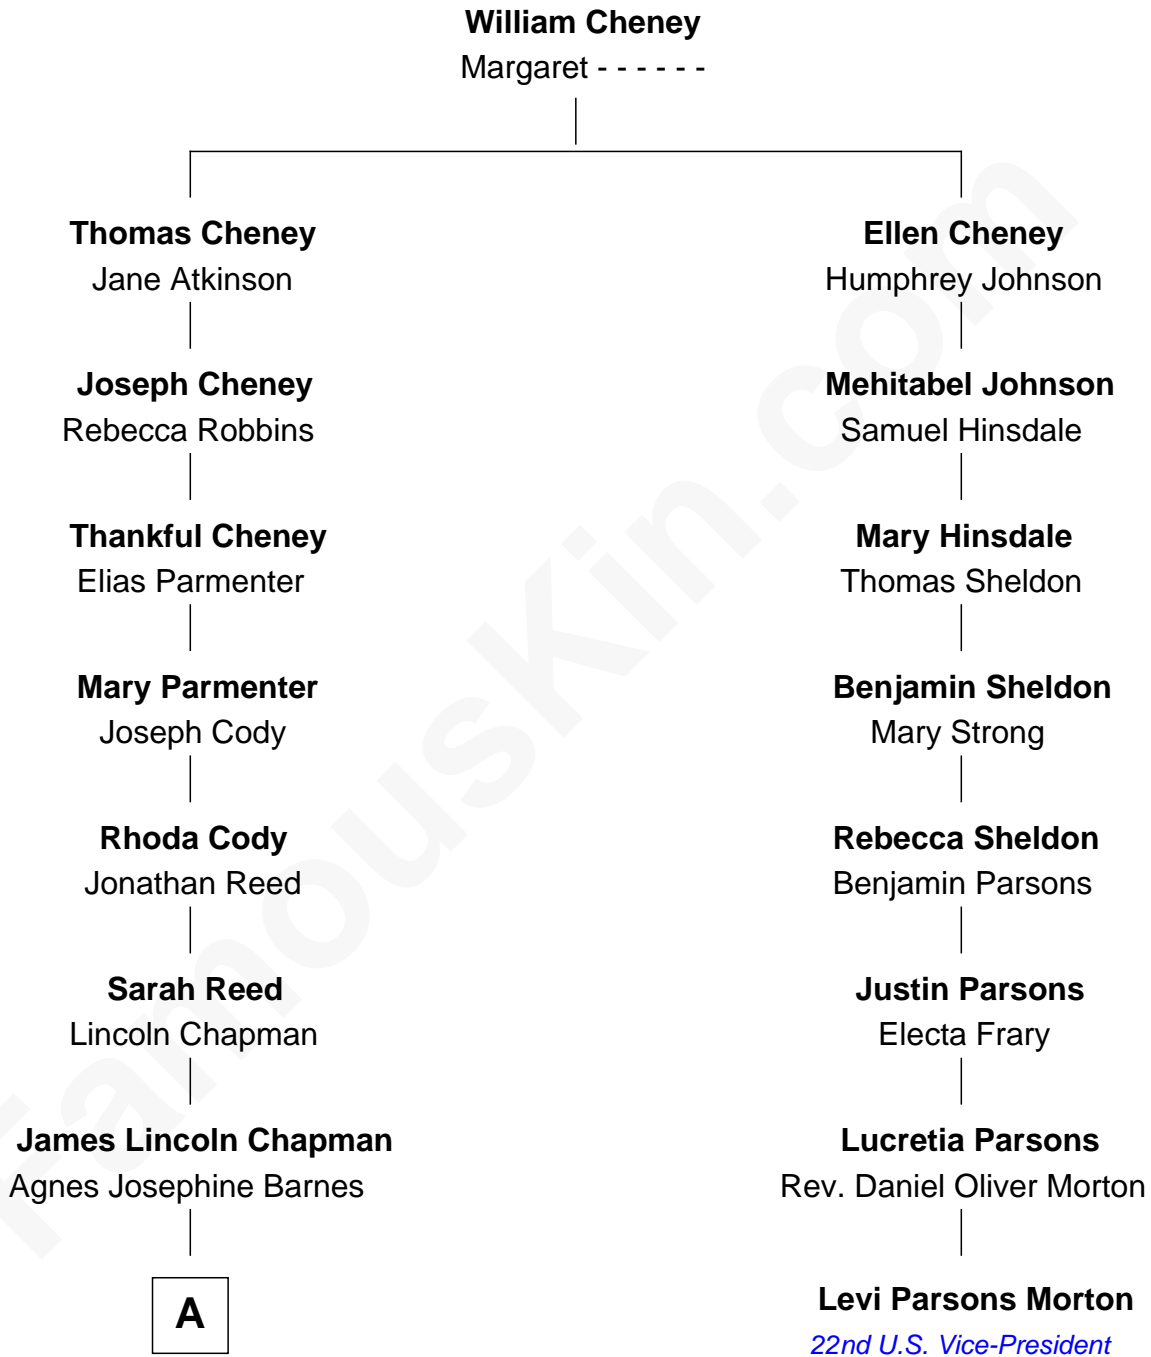 William Cheney
Margaret - - - - - -
Thomas Cheney
Jane Atkinson
Ellen Cheney
Humphrey Johnson
Joseph Cheney
Rebecca Robbins
Mehitabel Johnson
Samuel Hinsdale
Thankful Cheney
Elias Parmenter
Mary Hinsdale
Thomas Sheldon
Mary Parmenter
Joseph Cody
Benjamin Sheldon
Mary Strong
Rhoda Cody
Jonathan Reed
Rebecca Sheldon
Benjamin Parsons
Sarah Reed
Lincoln Chapman
Justin Parsons
Electa Frary
James Lincoln Chapman
Agnes Josephine Barnes
Lucretia Parsons
Rev. Daniel Oliver Morton
A
Levi Parsons Morton
22nd U.S. Vice-President
FamousKin.com